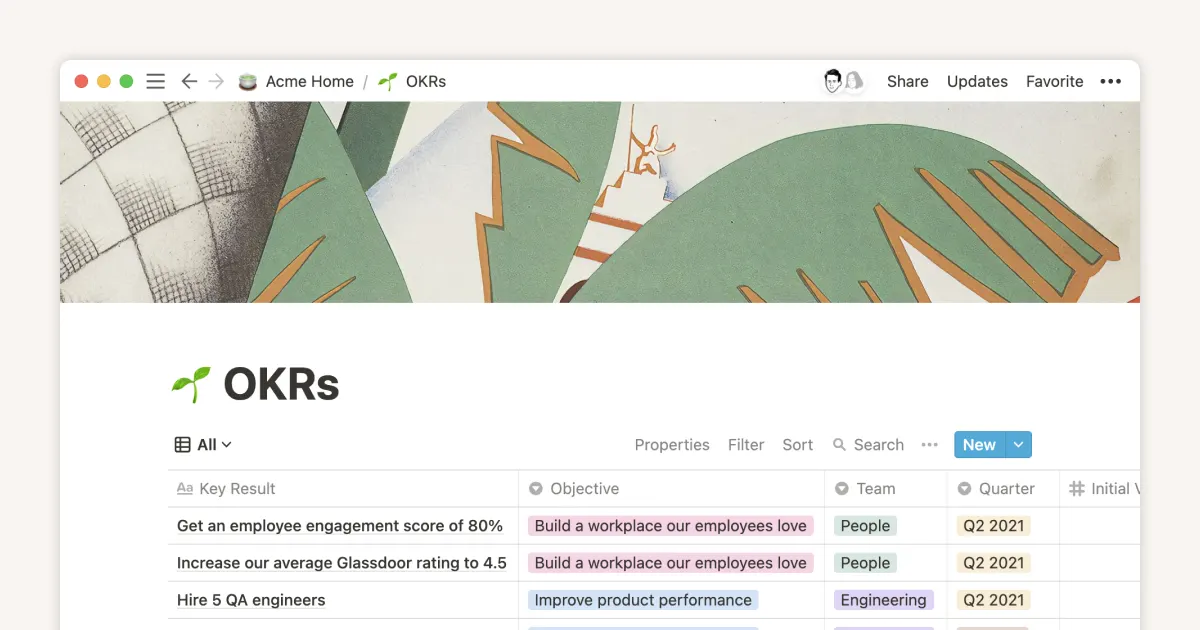 Acme Home / OKRs Share Updates Favorite
OKRs
All Properties Filter Sort Search New
Aa Key Result Objective Team Quarter Initial
Get an employee engagement score of 80% Build a workplace our employees love People Q2 2021
Increase our average Glassdoor rating to 4.5 Build a workplace our employees love People Q2 2021
Hire 5 QA engineers Improve product performance Engineering Q2 2021